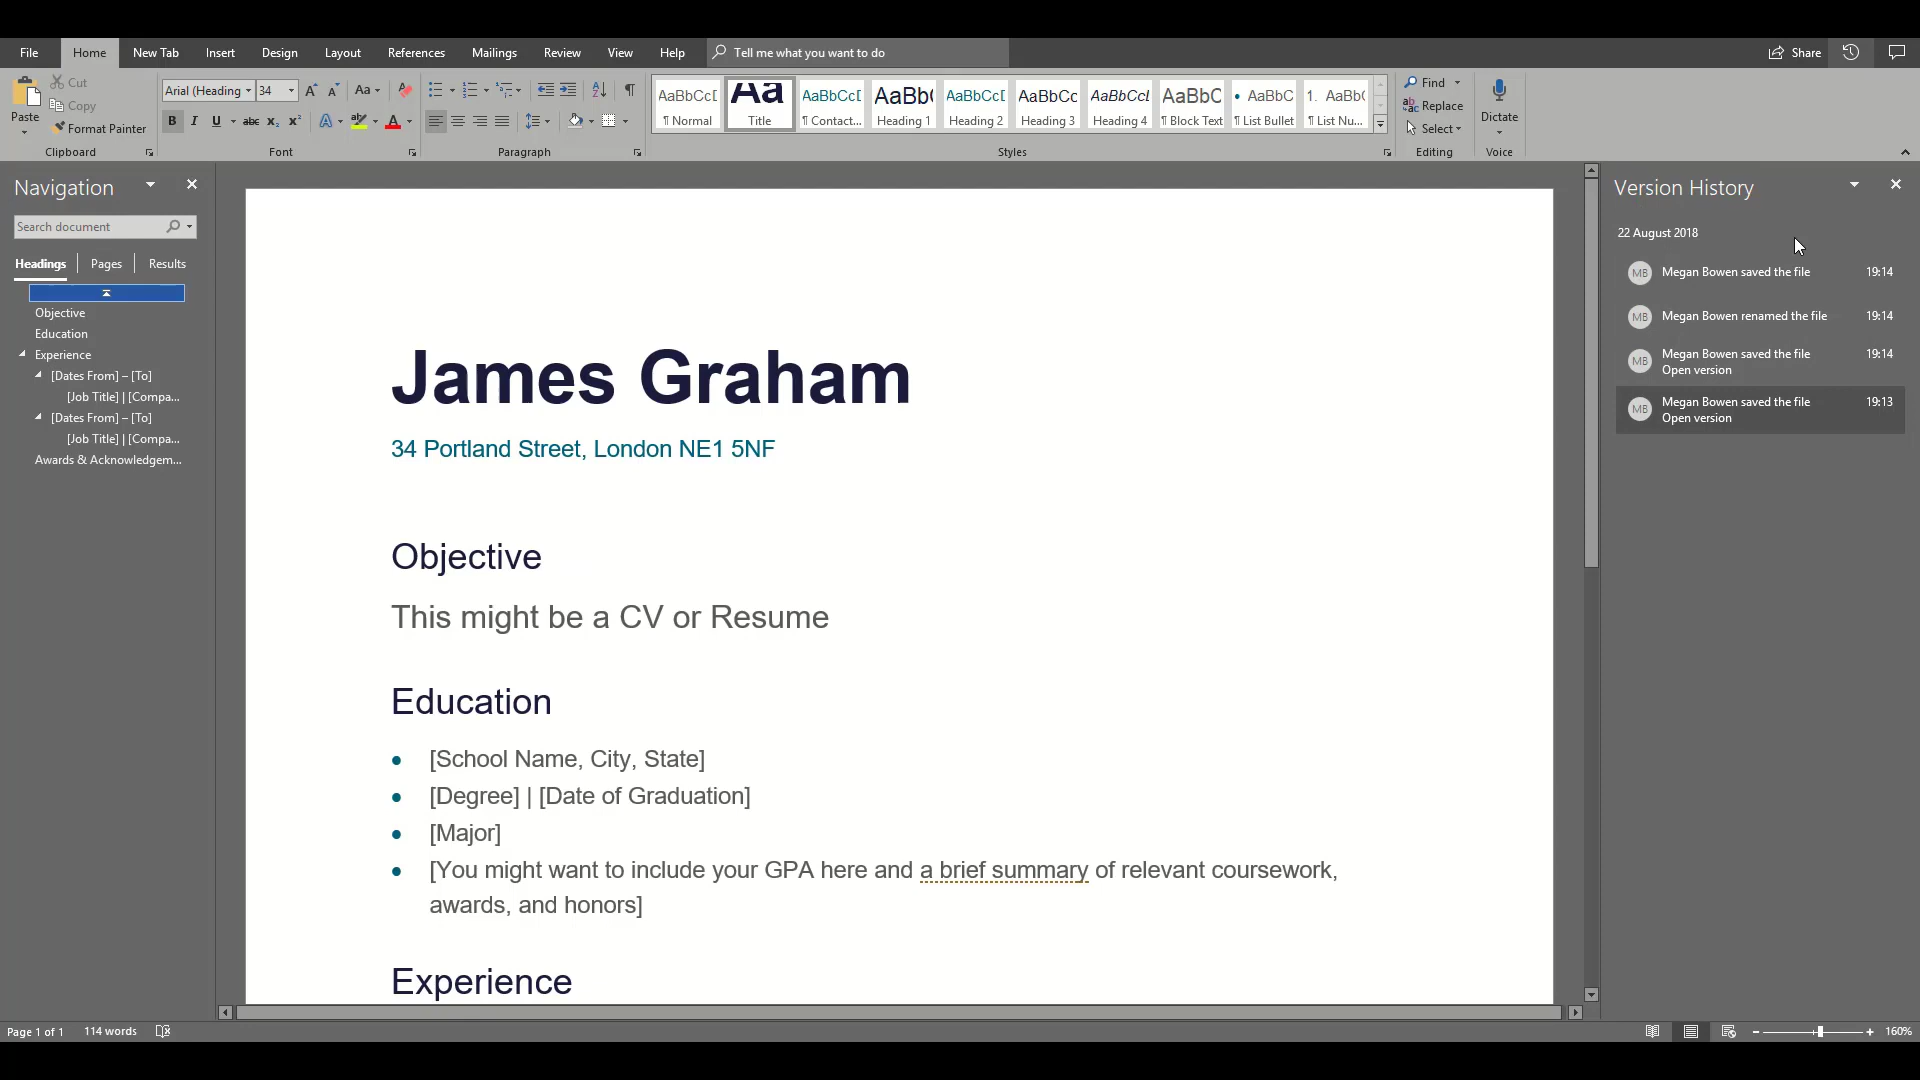 File Home New Tab Insert Design Layout References Mailings Review View Help Tell me what you want to do Share
Paste
Cut
Copy
Format Painter
Clipboard
Arial (Heading 34
Font
Paragraph
AaBbCcD ¶ Normal
Aa Title
AaBbCcD ¶ Contact...
AaBb( Heading 1
AaBbCcD Heading 2
AaBbCc Heading 3
AaBbCcL Heading 4
AaBbC ¶ Block Text
• AaBbC ¶ List Bullet
1. AaBb( ¶ List Nu...
Styles
Find
Replace
Select
Editing
Dictate
Voice
Navigation
Search document
Headings Pages Results
Objective
Education
Experience
[Dates From] – [To]
[Job Title] | [Compa...
[Dates From] – [To]
[Job Title] | [Compa...
Awards & Acknowledgem...
James Graham
34 Portland Street, London NE1 5NF
Objective
This might be a CV or Resume
Education
• [School Name, City, State]
• [Degree] | [Date of Graduation]
• [Major]
• [You might want to include your GPA here and a brief summary of relevant coursework,
awards, and honors]
Experience
Version History
22 August 2018
MB Megan Bowen saved the file 19:14
MB Megan Bowen renamed the file 19:14
MB Megan Bowen saved the file 19:14
Open version
MB Megan Bowen saved the file 19:13
Open version
Page 1 of 1 114 words 160%